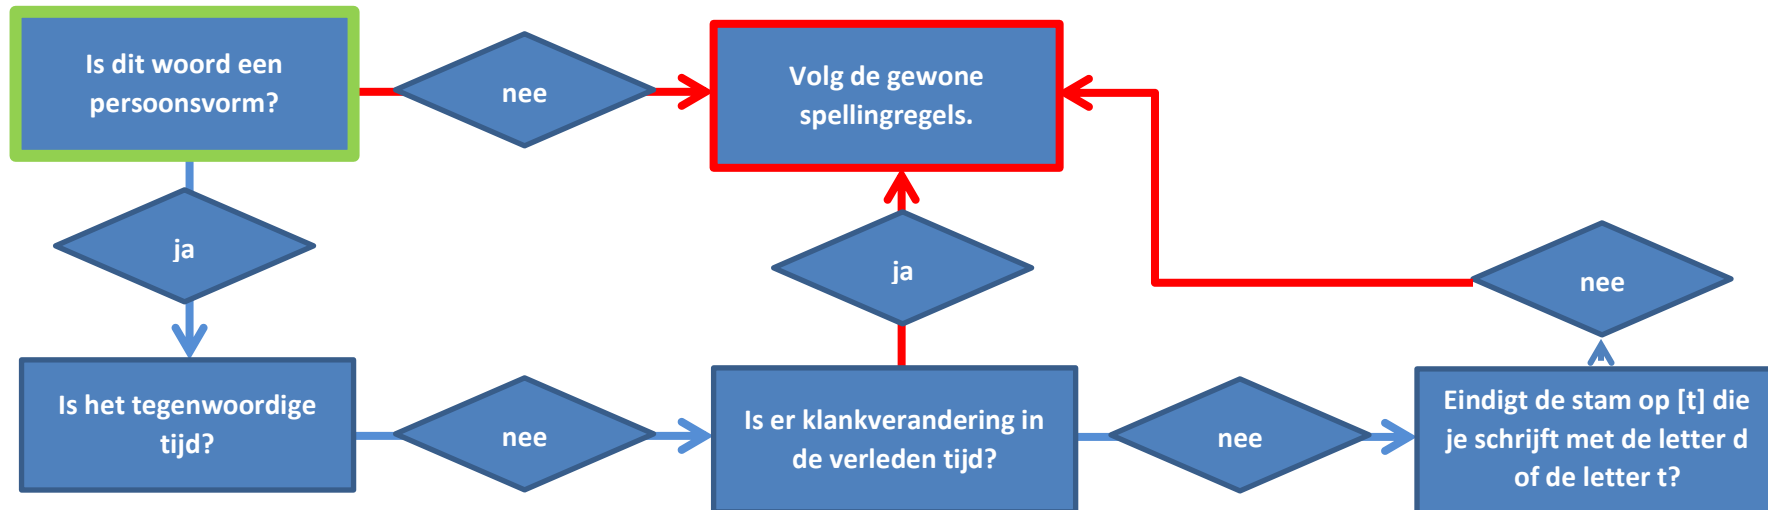 Is dit woord een
persoonsvorm?
nee
Volg de gewone
spellingregels.
ja
ja
nee
Is het tegenwoordige
tijd?
nee
Is er klankverandering in
de verleden tijd?
nee
Eindigt de stam op [t] die
je schrijft met de letter d
of de letter t?